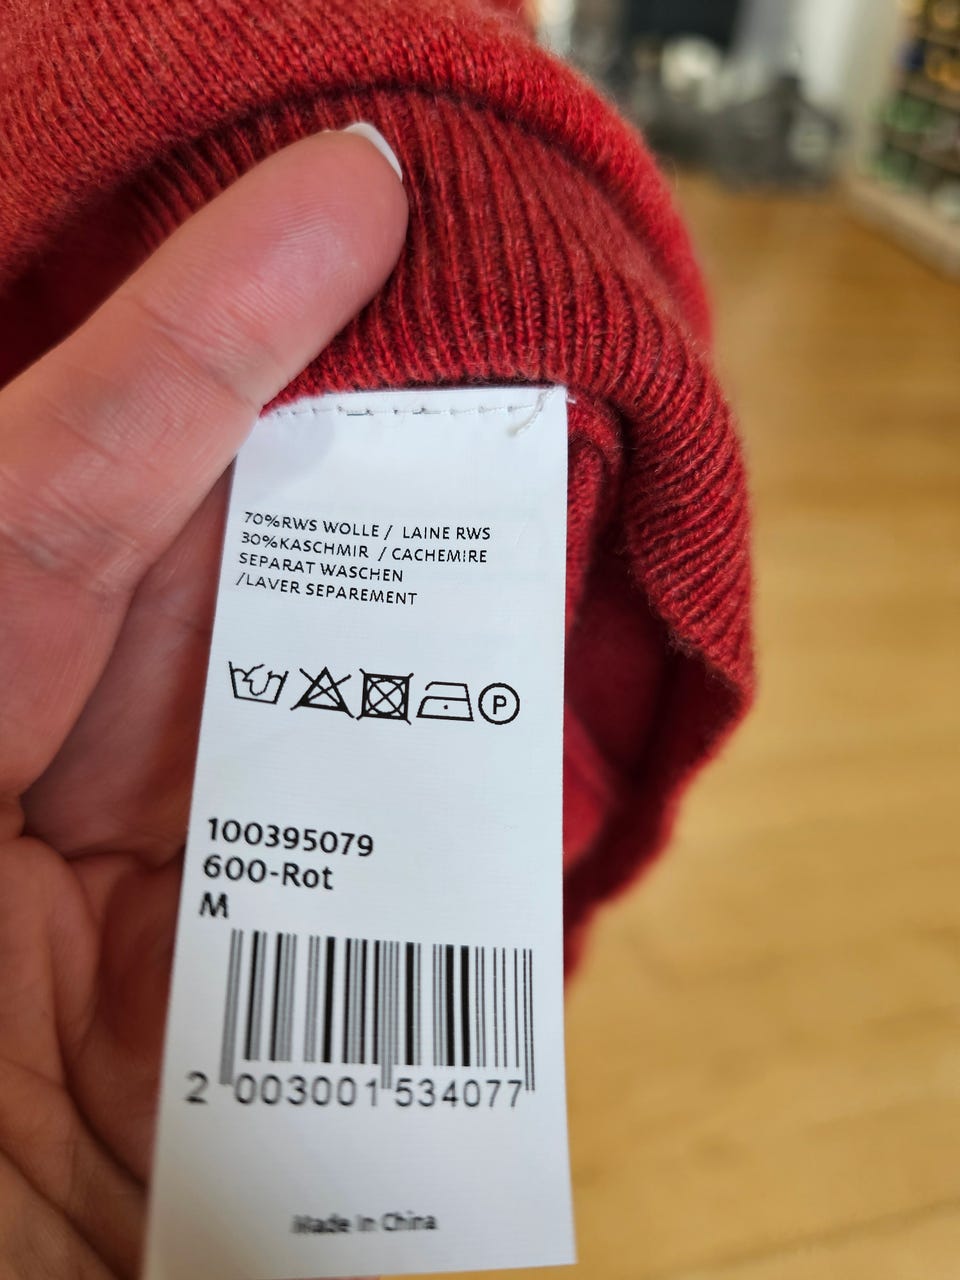 70%RWS WOLLE / LAINE RWS
30%KASCHMIR / CACHEMIRE
SEPARAT WASCHEN
/LAVER SEPAREMENT
P
100395079
600-Rot
M
2 003001 534077
Made in China